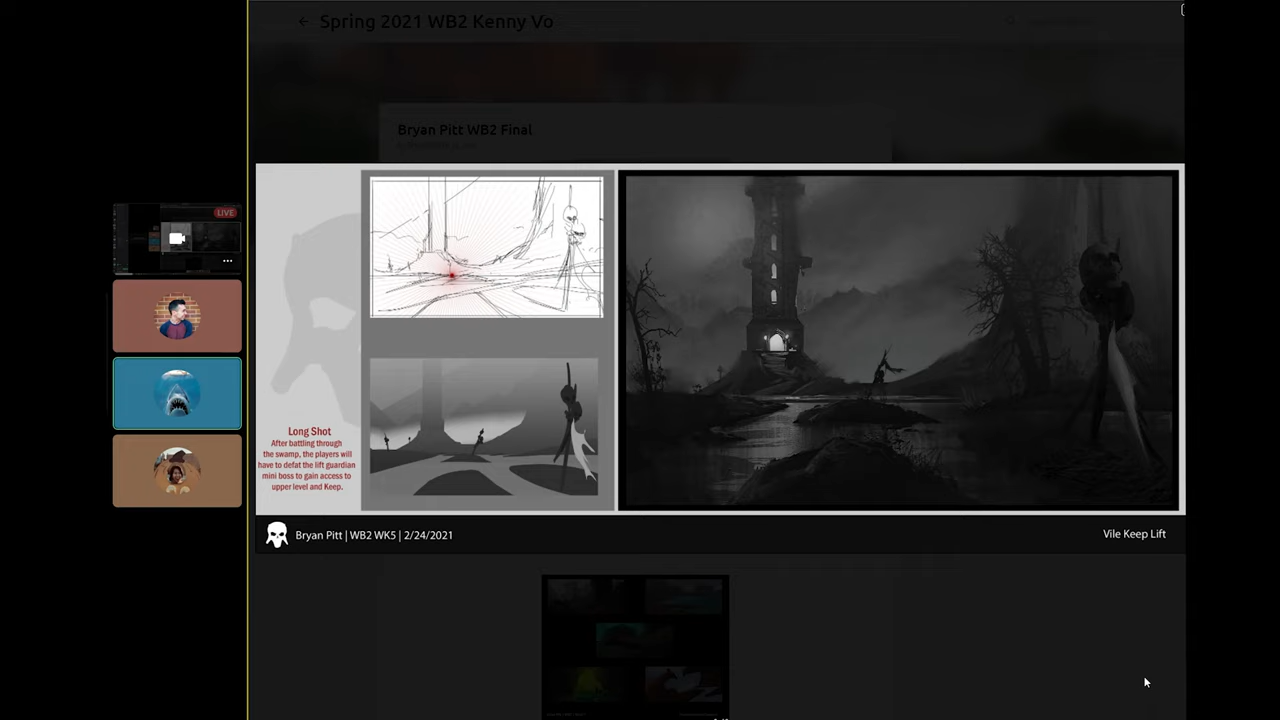 Spring 2021 WB2 Kenny Vo
Bryan Pitt WB2 Final
LIVE
Long Shot
After battling through
the swamp, the players will
have to defat the lift guardian
mini boss to gain access to
upper level and Keep.
Bryan Pitt | WB2 WK5 | 2/24/2021
Vile Keep Lift